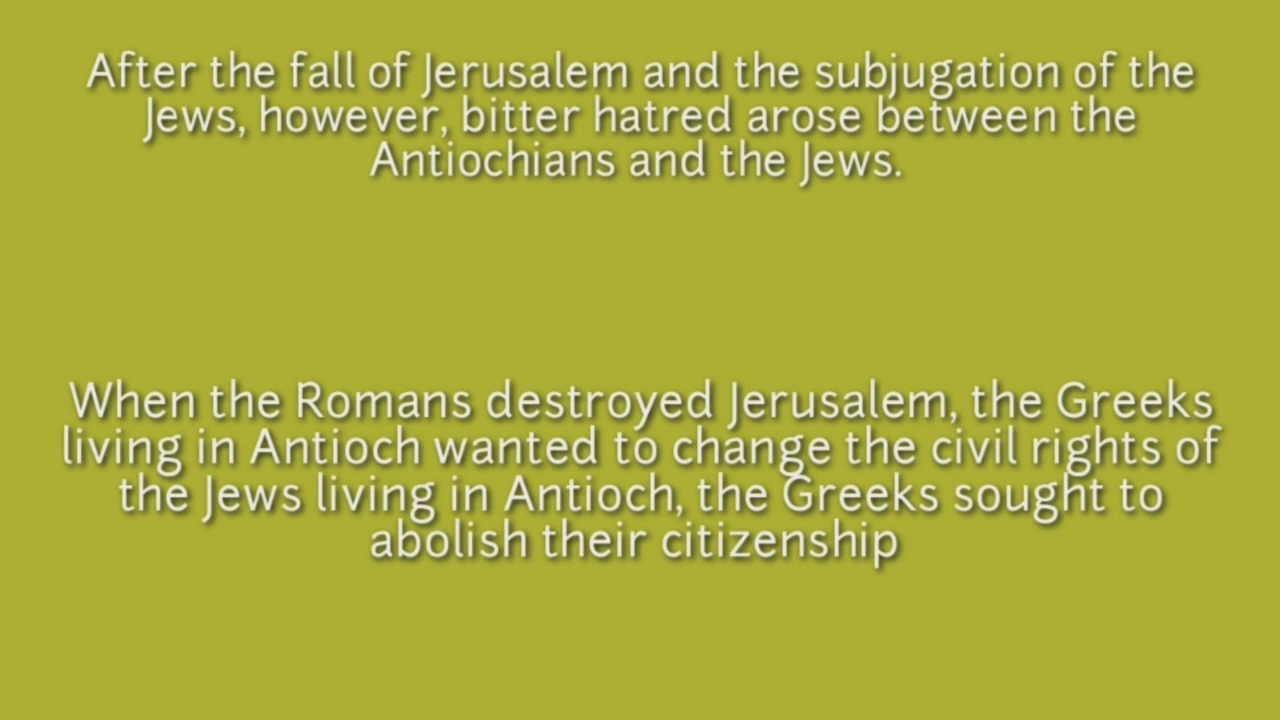 After the fall of Jerusalem and the subjugation of the
Jews, however, bitter hatred arose between the
Antiochians and the Jews.
When the Romans destroyed Jerusalem, the Greeks
living in Antioch wanted to change the civil rights of
the Jews living in Antioch, the Greeks sought to
abolish their citizenship